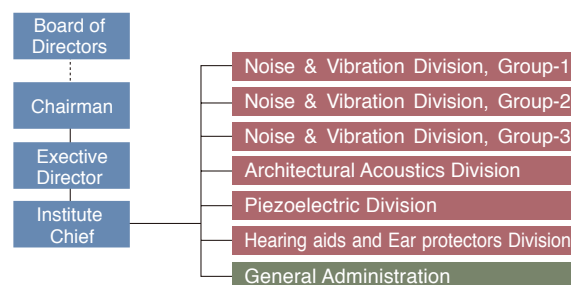 Board of
Directors
Chairman
Exective
Director
Institute
Chief
Noise & Vibration Division, Group-1
Noise & Vibration Division, Group-2
Noise & Vibration Division, Group-3
Architectural Acoustics Division
Piezoelectric Division
Hearing aids and Ear protectors Division
General Administration